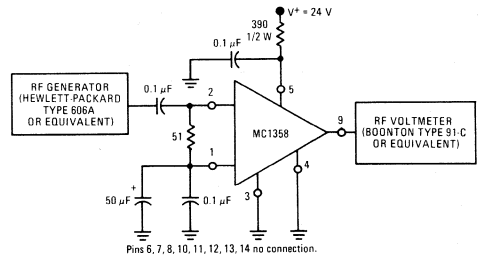 V+ = 24 V
390
1/2 W
0.1 µF
5
RF GENERATOR
(HEWLETT-PACKARD
TYPE 606A
OR EQUIVALENT)
0.1 µF
2
51
MC1358
9
RF VOLTMETER
(BOONTON TYPE 91-C
OR EQUIVALENT)
1
4
3
+
50 µF
0.1 µF
Pins 6, 7, 8, 10, 11, 12, 13, 14 no connection.